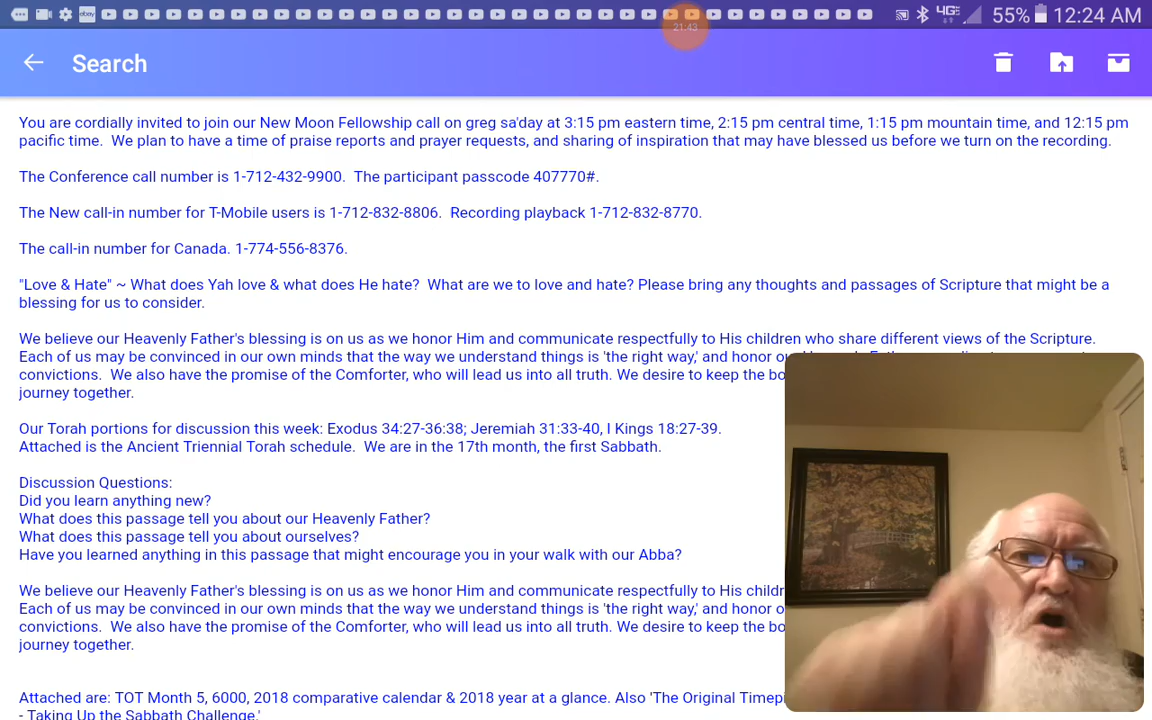 ebay 4G 55% 12:24 AM
21:43
Search
You are cordially invited to join our New Moon Fellowship call on greg sa'day at 3:15 pm eastern time, 2:15 pm central time, 1:15 pm mountain time, and 12:15 pm
pacific time. We plan to have a time of praise reports and prayer requests, and sharing of inspiration that may have blessed us before we turn on the recording.
The Conference call number is 1-712-432-9900. The participant passcode 407770#.
The New call-in number for T-Mobile users is 1-712-832-8806. Recording playback 1-712-832-8770.
The call-in number for Canada. 1-774-556-8376.
"Love & Hate" ~ What does Yah love & what does He hate? What are we to love and hate? Please bring any thoughts and passages of Scripture that might be a
blessing for us to consider.
We believe our Heavenly Father's blessing is on us as we honor Him and communicate respectfully to His children who share different views of the Scripture.
Each of us may be convinced in our own minds that the way we understand things is 'the right way,' and honor
convictions. We also have the promise of the Comforter, who will lead us into all truth. We desire to keep the
journey together.
Our Torah portions for discussion this week: Exodus 34:27-36:38; Jeremiah 31:33-40, I Kings 18:27-39.
Attached is the Ancient Triennial Torah schedule. We are in the 17th month, the first Sabbath.
Discussion Questions:
Did you learn anything new?
What does this passage tell you about our Heavenly Father?
What does this passage tell you about ourselves?
Have you learned anything in this passage that might encourage you in your walk with our Abba?
We believe our Heavenly Father's blessing is on us as we honor Him and communicate respectfully to His
Each of us may be convinced in our own minds that the way we understand things is 'the right way,' and honor
convictions. We also have the promise of the Comforter, who will lead us into all truth. We desire to keep the
journey together.
Attached are: TOT Month 5, 6000, 2018 comparative calendar & 2018 year at a glance. Also 'The Original
- Taking Up the Sabbath Challenge.'